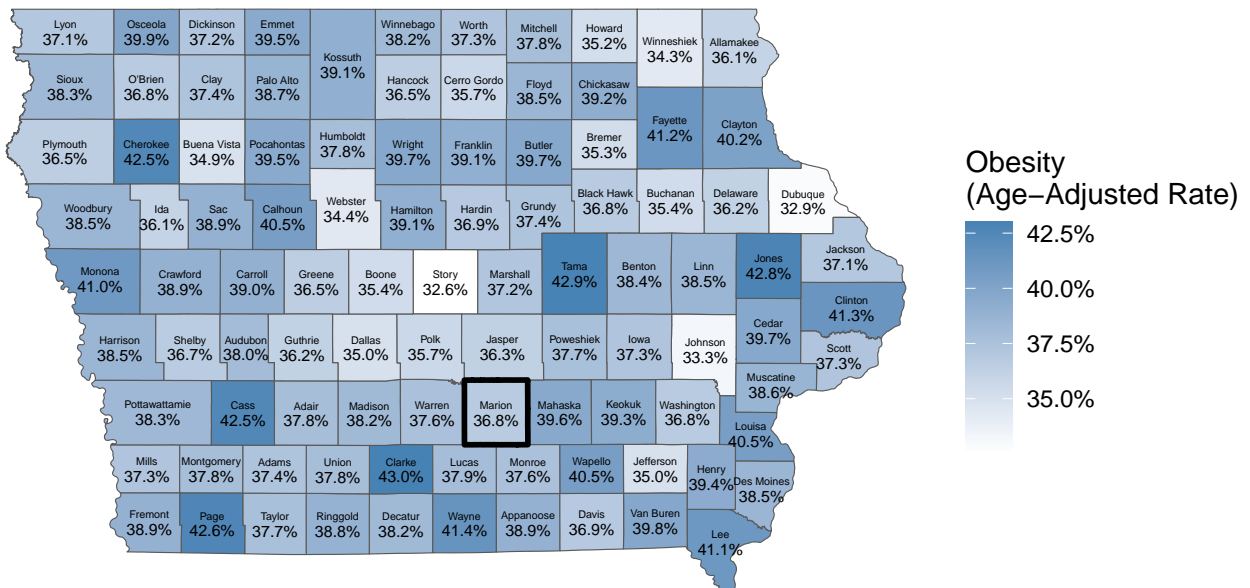 Lyon
37.1%
Osceola
39.9%
Dickinson
37.2%
Emmet
39.5%
Winnebago
38.2%
Worth
37.3%
Mitchell
37.8%
Howard
35.2%
Winneshiek
34.3%
Allamakee
36.1%
Kossuth
39.1%
Sioux
38.3%
O'Brien
36.8%
Clay
37.4%
Palo Alto
38.7%
Hancock
36.5%
Cerro Gordo
35.7%
Floyd
38.5%
Chickasaw
39.2%
Fayette
41.2%
Clayton
40.2%
Plymouth
36.5%
Cherokee
42.5%
Buena Vista
34.9%
Pocahontas
39.5%
Humboldt
37.8%
Wright
39.7%
Franklin
39.1%
Butler
39.7%
Bremer
35.3%
Woodbury
38.5%
Ida
36.1%
Sac
38.9%
Calhoun
40.5%
Webster
34.4%
Hamilton
39.1%
Hardin
36.9%
Grundy
37.4%
Black Hawk
36.8%
Buchanan
35.4%
Delaware
36.2%
Dubuque
32.9%
Monona
41.0%
Crawford
38.9%
Carroll
39.0%
Greene
36.5%
Boone
35.4%
Story
32.6%
Marshall
37.2%
Tama
42.9%
Benton
38.4%
Linn
38.5%
Jones
42.8%
Jackson
37.1%
Clinton
41.3%
Harrison
38.5%
Shelby
36.7%
Audubon
38.0%
Guthrie
36.2%
Dallas
35.0%
Polk
35.7%
Jasper
36.3%
Poweshiek
37.7%
Iowa
37.3%
Johnson
33.3%
Cedar
39.7%
Scott
37.3%
Muscatine
38.6%
Pottawattamie
38.3%
Cass
42.5%
Adair
37.8%
Madison
38.2%
Warren
37.6%
Marion
36.8%
Mahaska
39.6%
Keokuk
39.3%
Washington
36.8%
Louisa
40.5%
Mills
37.3%
Montgomery
37.8%
Adams
37.4%
Union
37.8%
Clarke
43.0%
Lucas
37.9%
Monroe
37.6%
Wapello
40.5%
Jefferson
35.0%
Henry
39.4%
Des Moines
38.5%
Fremont
38.9%
Page
42.6%
Taylor
37.7%
Ringgold
38.8%
Decatur
38.2%
Wayne
41.4%
Appanoose
38.9%
Davis
36.9%
Van Buren
39.8%
Lee
41.1%
Obesity
(Age−Adjusted Rate)
42.5%
40.0%
37.5%
35.0%